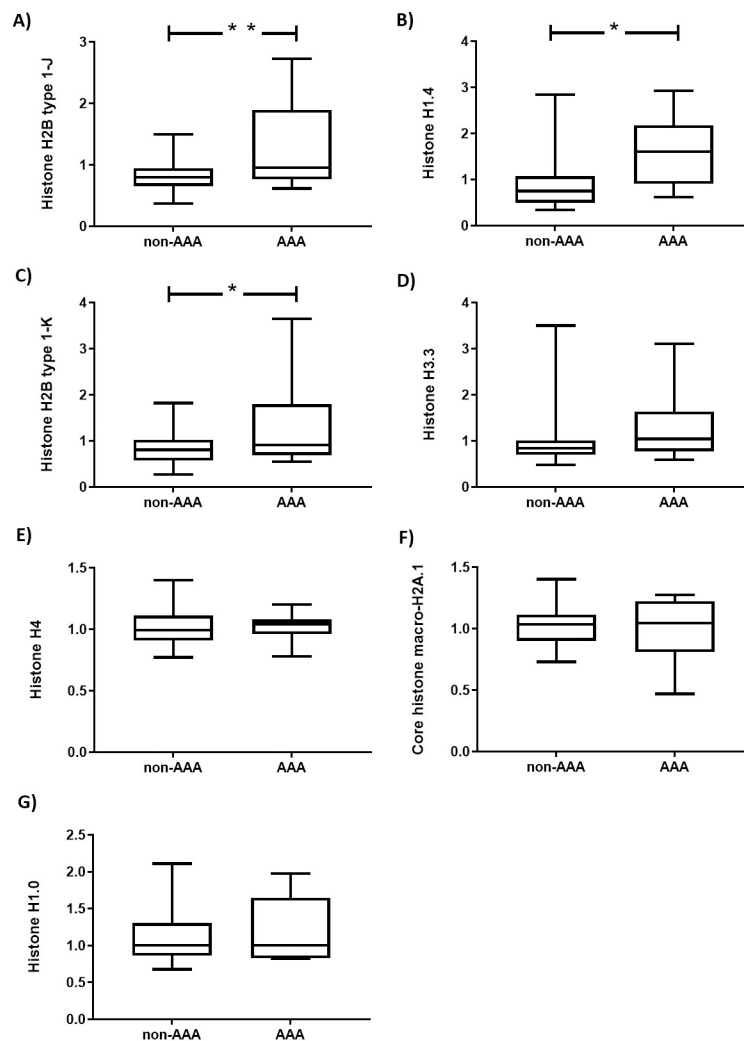 A)
* *
Histone H2B type 1-J
3
2
1
0
non-AAA AAA
B)
*
Histone H1.4
4
3
2
1
0
non-AAA AAA
C)
*
Histone H2B type 1-K
4
3
2
1
0
non-AAA AAA
D)
Histone H3.3
4
3
2
1
0
non-AAA AAA
E)
Histone H4
1.5
1.0
0.5
0.0
non-AAA AAA
F)
Core histone macro-H2A.1
1.5
1.0
0.5
0.0
non-AAA AAA
G)
Histone H1.0
2.5
2.0
1.5
1.0
0.5
0.0
non-AAA AAA